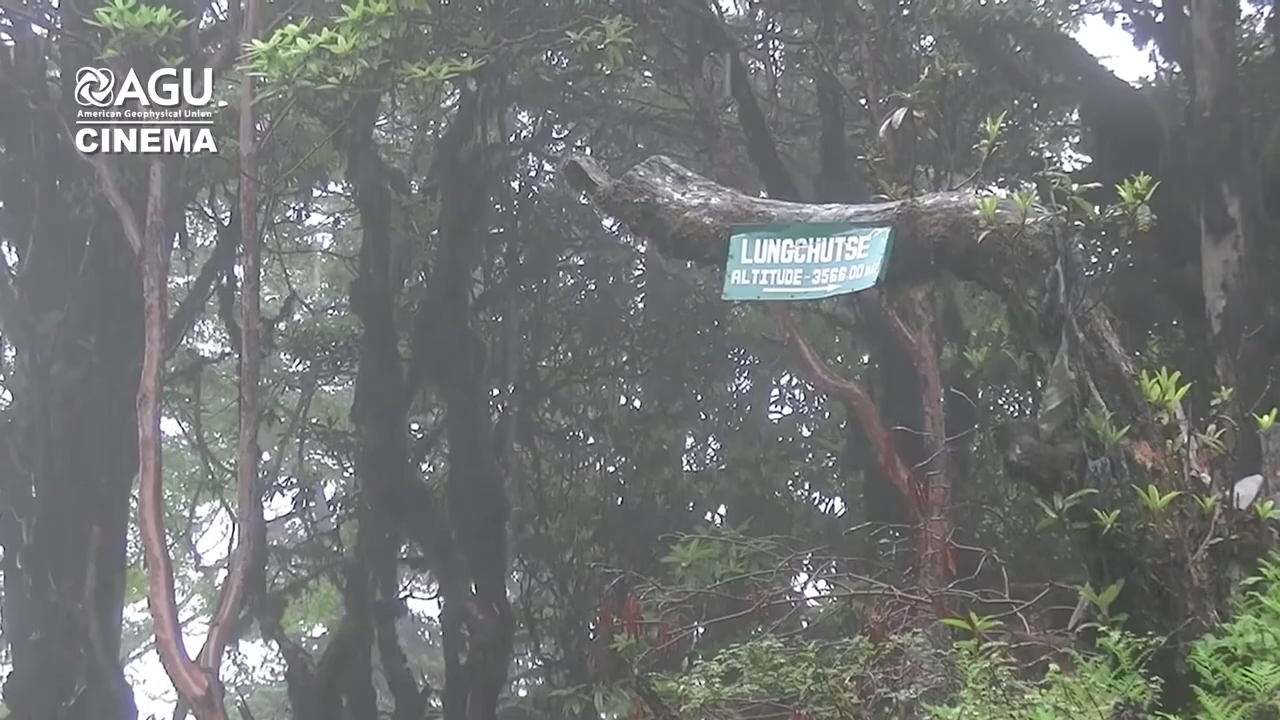 AGU
American Geophysical Union
CINEMA
LUNGCHUTSE
ALTITUDE - 3566.00